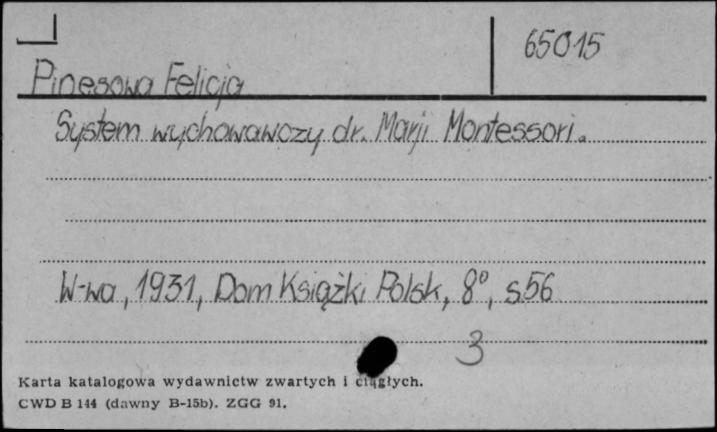 65015
Pinesowa Felicja
System wychowawczy dr. Marji Montessori.
W-wa, 1931, Dom Książki Polsk, 8°, s.56
3
Karta katalogowa wydawnictw zwartych i ciągłych.
CWD B 144 (dawny B-15b). ZGG 91.